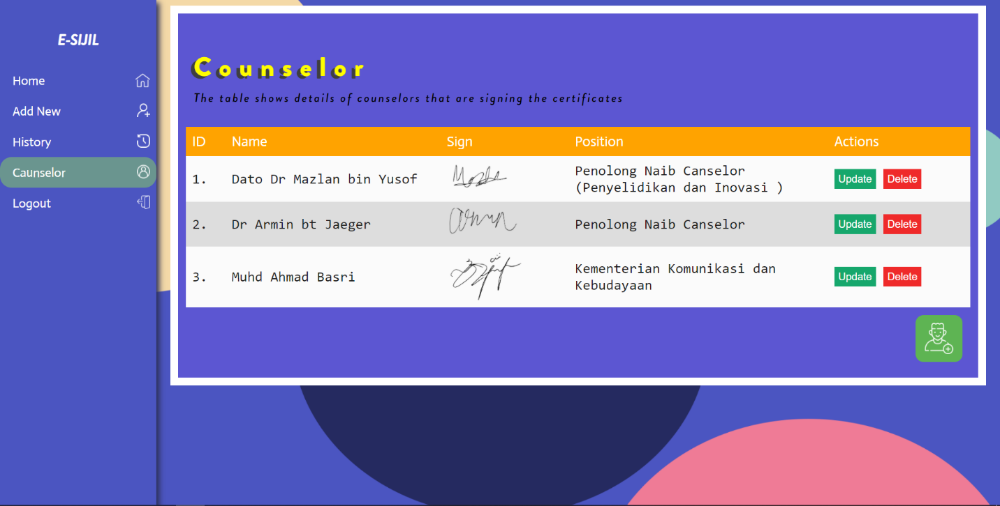 E-SIJIL
Home
Add New
History
Caunselor
Logout
Counselor
The table shows details of counselors that are signing the certificates
ID Name Sign Position Actions
1. Dato Dr Mazlan bin Yusof Penolong Naib Canselor
(Penyelidikan dan Inovasi ) Update Delete
2. Dr Armin bt Jaeger Penolong Naib Canselor Update Delete
3. Muhd Ahmad Basri Kementerian Komunikasi dan
Kebudayaan Update Delete